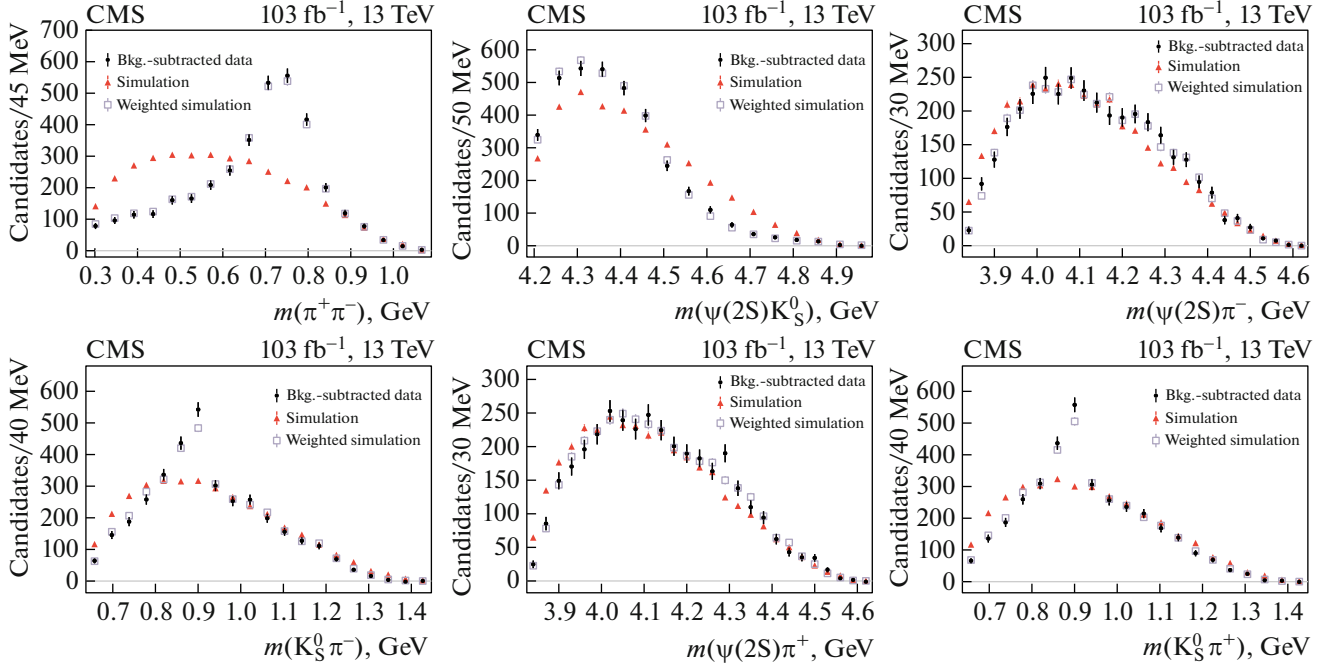 CMS 103 fb⁻¹, 13 TeV
Candidates/45 MeV
700
600
500
400
300
200
100
0
Bkg.-subtracted data
Simulation
Weighted simulation
0.3 0.4 0.5 0.6 0.7 0.8 0.9 1.0
m(π⁺π⁻), GeV
CMS 103 fb⁻¹, 13 TeV
Candidates/50 MeV
600
500
400
300
200
100
0
Bkg.-subtracted data
Simulation
Weighted simulation
4.2 4.3 4.4 4.5 4.6 4.7 4.8 4.9
m(ψ(2S)K⁰_S), GeV
CMS 103 fb⁻¹, 13 TeV
Candidates/30 MeV
300
250
200
150
100
50
0
Bkg.-subtracted data
Simulation
Weighted simulation
3.9 4.0 4.1 4.2 4.3 4.4 4.5 4.6
m(ψ(2S)π⁻), GeV
CMS 103 fb⁻¹, 13 TeV
Candidates/40 MeV
600
500
400
300
200
100
0
Bkg.-subtracted data
Simulation
Weighted simulation
0.7 0.8 0.9 1.0 1.1 1.2 1.3 1.4
m(K⁰_S π⁻), GeV
CMS 103 fb⁻¹, 13 TeV
Candidates/30 MeV
300
250
200
150
100
50
0
Bkg.-subtracted data
Simulation
Weighted simulation
3.9 4.0 4.1 4.2 4.3 4.4 4.5 4.6
m(ψ(2S)π⁺), GeV
CMS 103 fb⁻¹, 13 TeV
Candidates/40 MeV
600
500
400
300
200
100
0
Bkg.-subtracted data
Simulation
Weighted simulation
0.7 0.8 0.9 1.0 1.1 1.2 1.3 1.4
m(K⁰_S π⁺), GeV